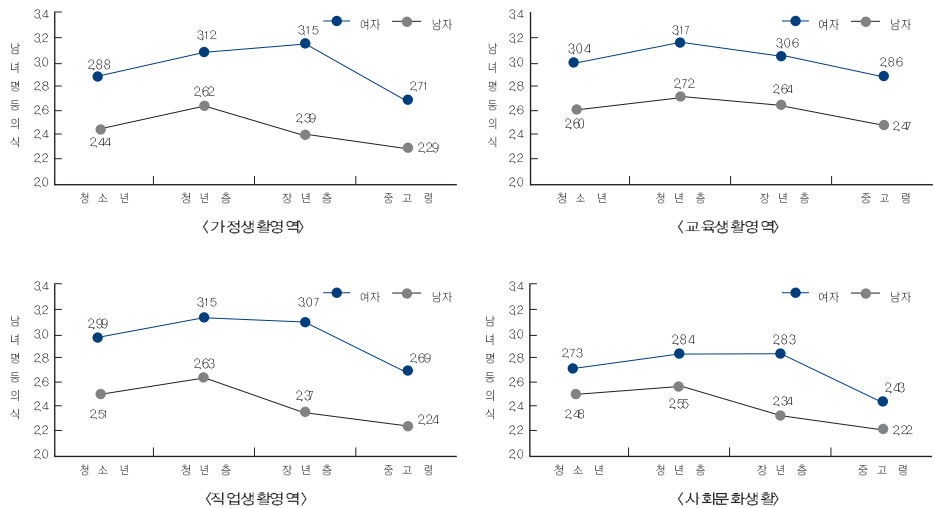 3.4
3.2
3.0
2.8
2.6
2.4
2.2
2.0
남녀평등의식
여자 남자
2.88 3.12 3.15 2.71
2.44 2.62 2.39 2.29
청소년 청년층 장년층 중고령
〈가정생활영역〉
3.4
3.2
3.0
2.8
2.6
2.4
2.2
2.0
남녀평등의식
여자 남자
3.04 3.17 3.06 2.86
2.60 2.72 2.64 2.47
청소년 청년층 장년층 중고령
〈교육생활영역〉
3.4
3.2
3.0
2.8
2.6
2.4
2.2
2.0
남녀평등의식
여자 남자
2.99 3.15 3.07 2.69
2.51 2.63 2.37 2.24
청소년 청년층 장년층 중고령
〈직업생활영역〉
3.4
3.2
3.0
2.8
2.6
2.4
2.2
2.0
남녀평등의식
여자 남자
2.73 2.84 2.83 2.43
2.48 2.55 2.34 2.22
청소년 청년층 장년층 중고령
〈사회문화생활〉